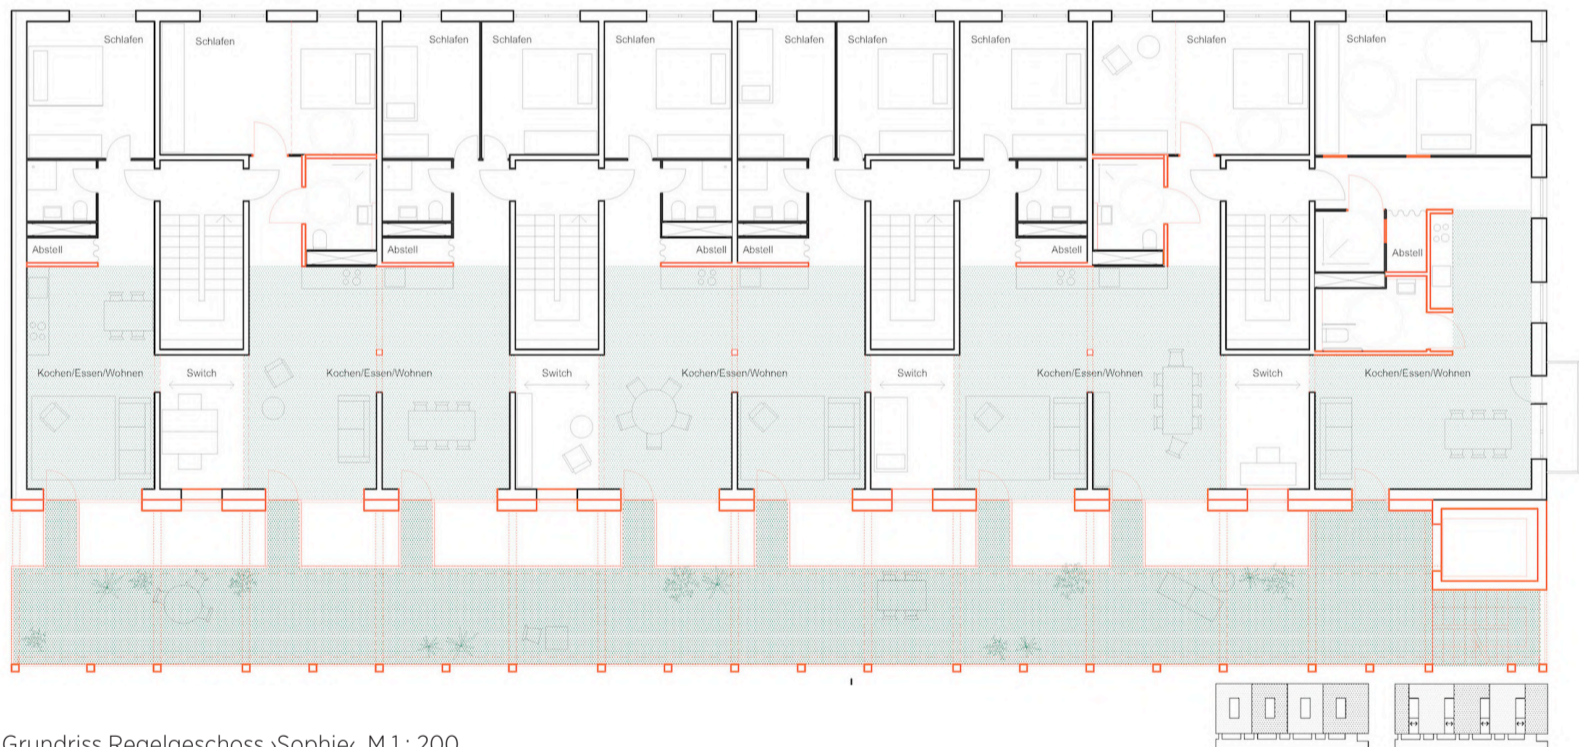 Schlafen
Schlafen
Schlafen
Schlafen
Schlafen
Schlafen
Schlafen
Schlafen
Schlafen
Schlafen
Abstell
Abstell
Abstell
Abstell
Abstell
Abstell
Kochen/Essen/Wohnen
Switch
Kochen/Essen/Wohnen
Switch
Kochen/Essen/Wohnen
Switch
Kochen/Essen/Wohnen
Switch
Kochen/Essen/Wohnen
Grundriss Regelgeschoss ›Sophie‹, M 1 : 200